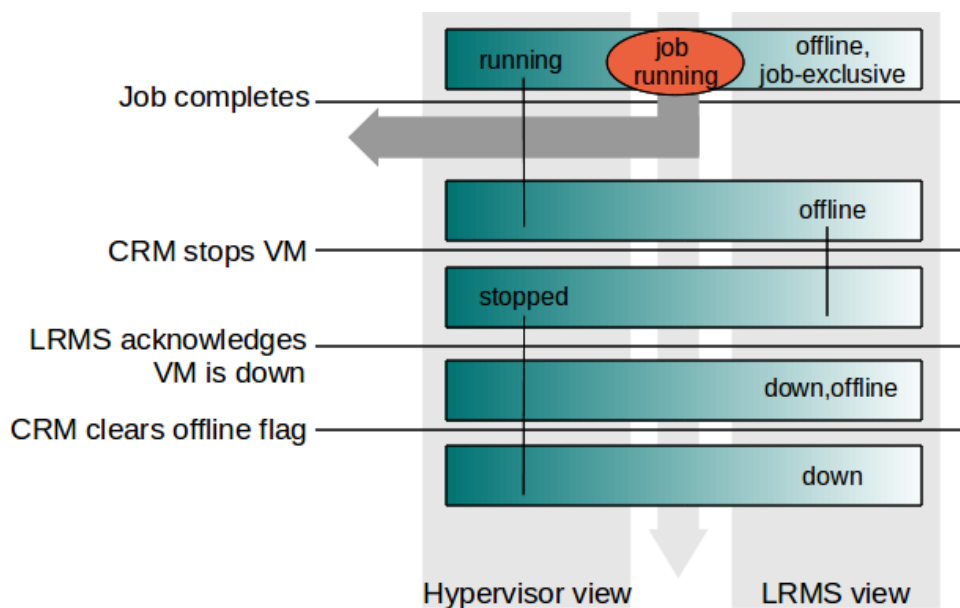 running
job
running
offline,
job-exclusive
Job completes
offline
CRM stops VM
stopped
LRMS acknowledges
VM is down
down,offline
CRM clears offline flag
down
Hypervisor view
LRMS view